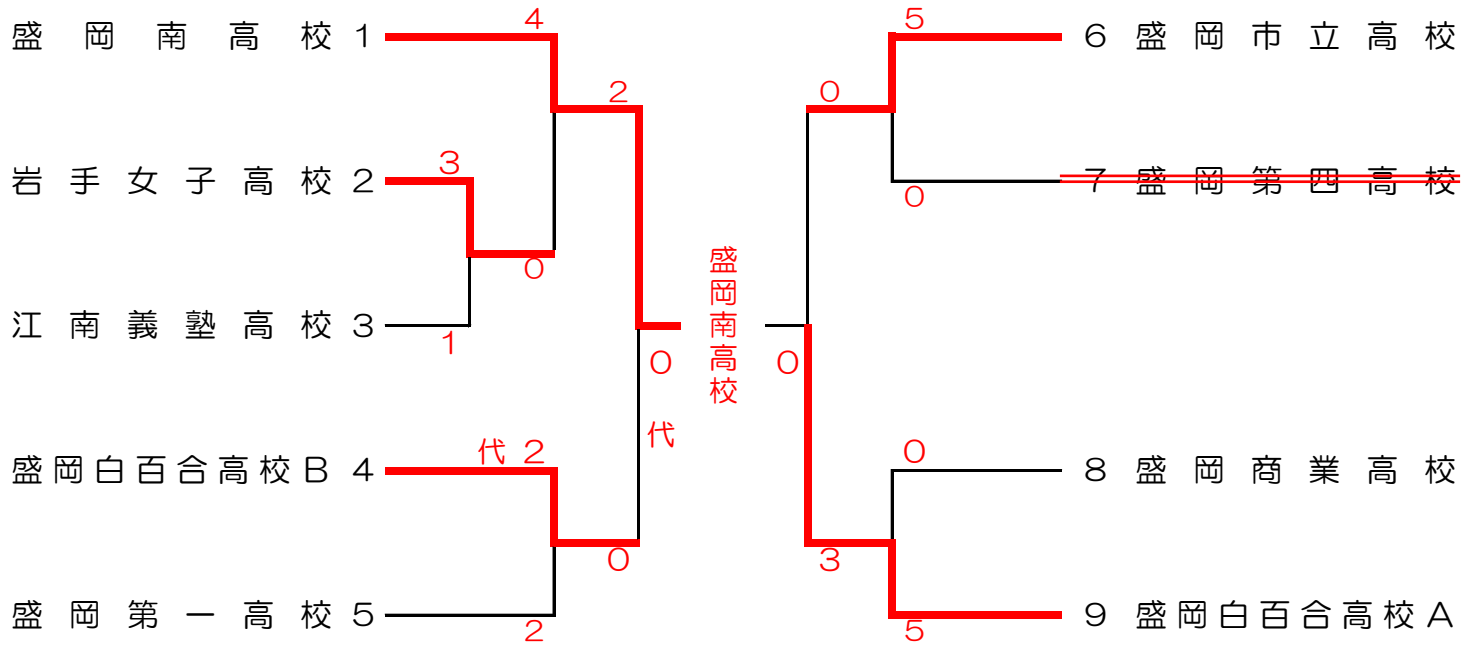 盛岡南高校 1
4
2
岩手女子高校 2
3
0
江南義塾高校 3
1
盛岡白百合高校B 4
代 2
0
盛岡第一高校 5
2
0
代
盛岡南高校
0
5
6 盛岡市立高校
0
7 盛岡第四高校
0
0
8 盛岡商業高校
3
9 盛岡白百合高校A
5